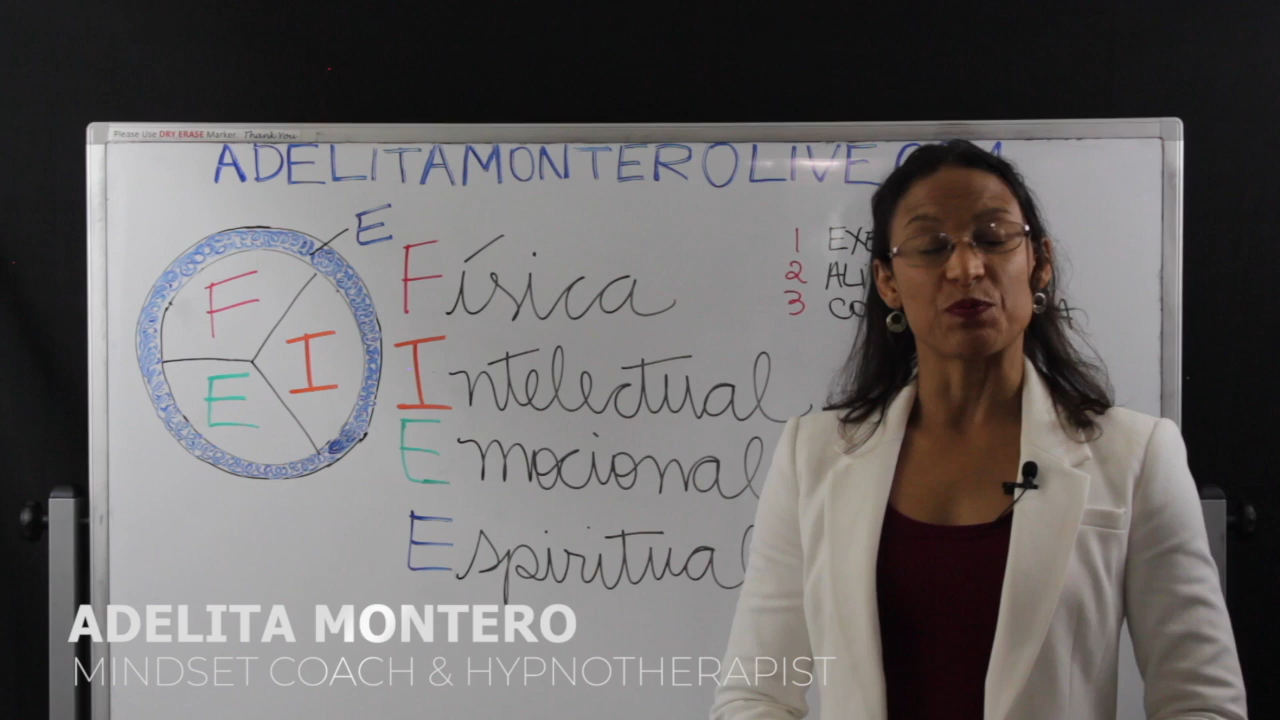 Please Use DRY ERASE Marker. Thank You
ADELITAMONTEROLIVE
E
F
I
E
Física
Intelectual
Emocional
Espiritual
1
2
3
ADELITA MONTERO
MINDSET COACH & HYPNOTHERAPIST